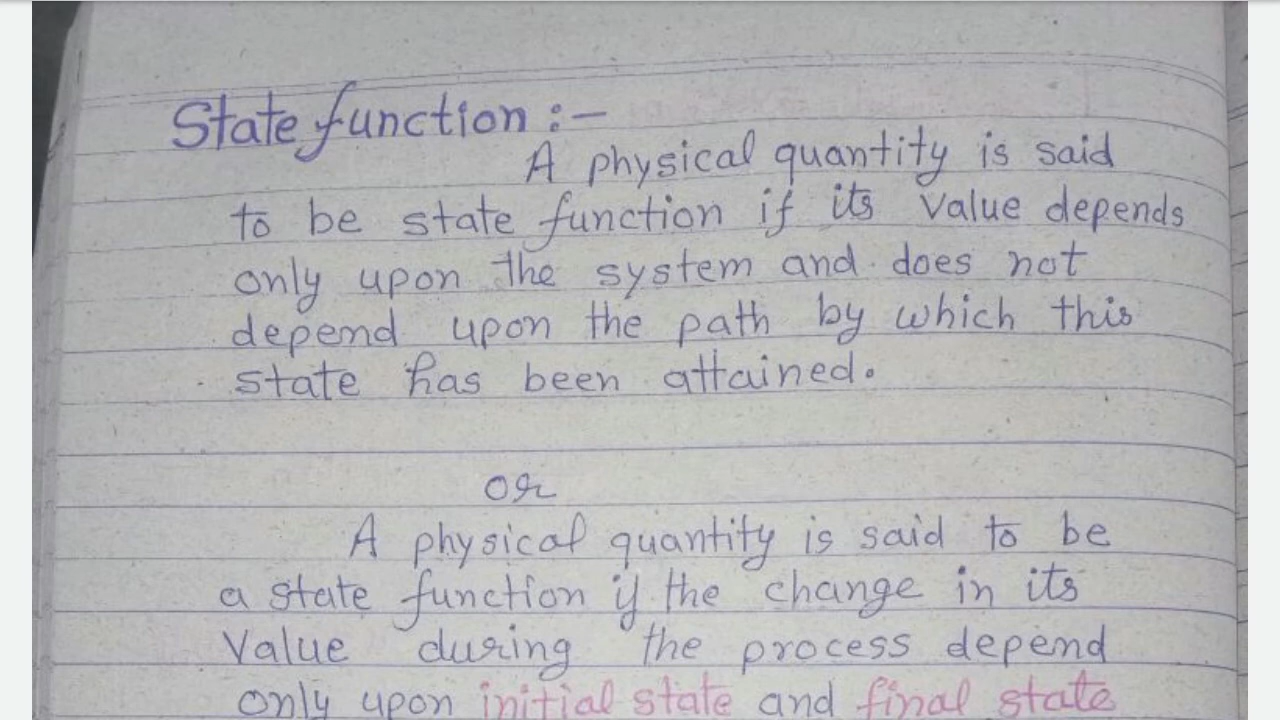 State function :-
A physical quantity is said
to be state function if its value depends
only upon the system and does not
depend upon the path by which this
state has been attained.
or
A physical quantity is said to be
a state function if the change in its
Value during the process depend
only upon initial state and final state